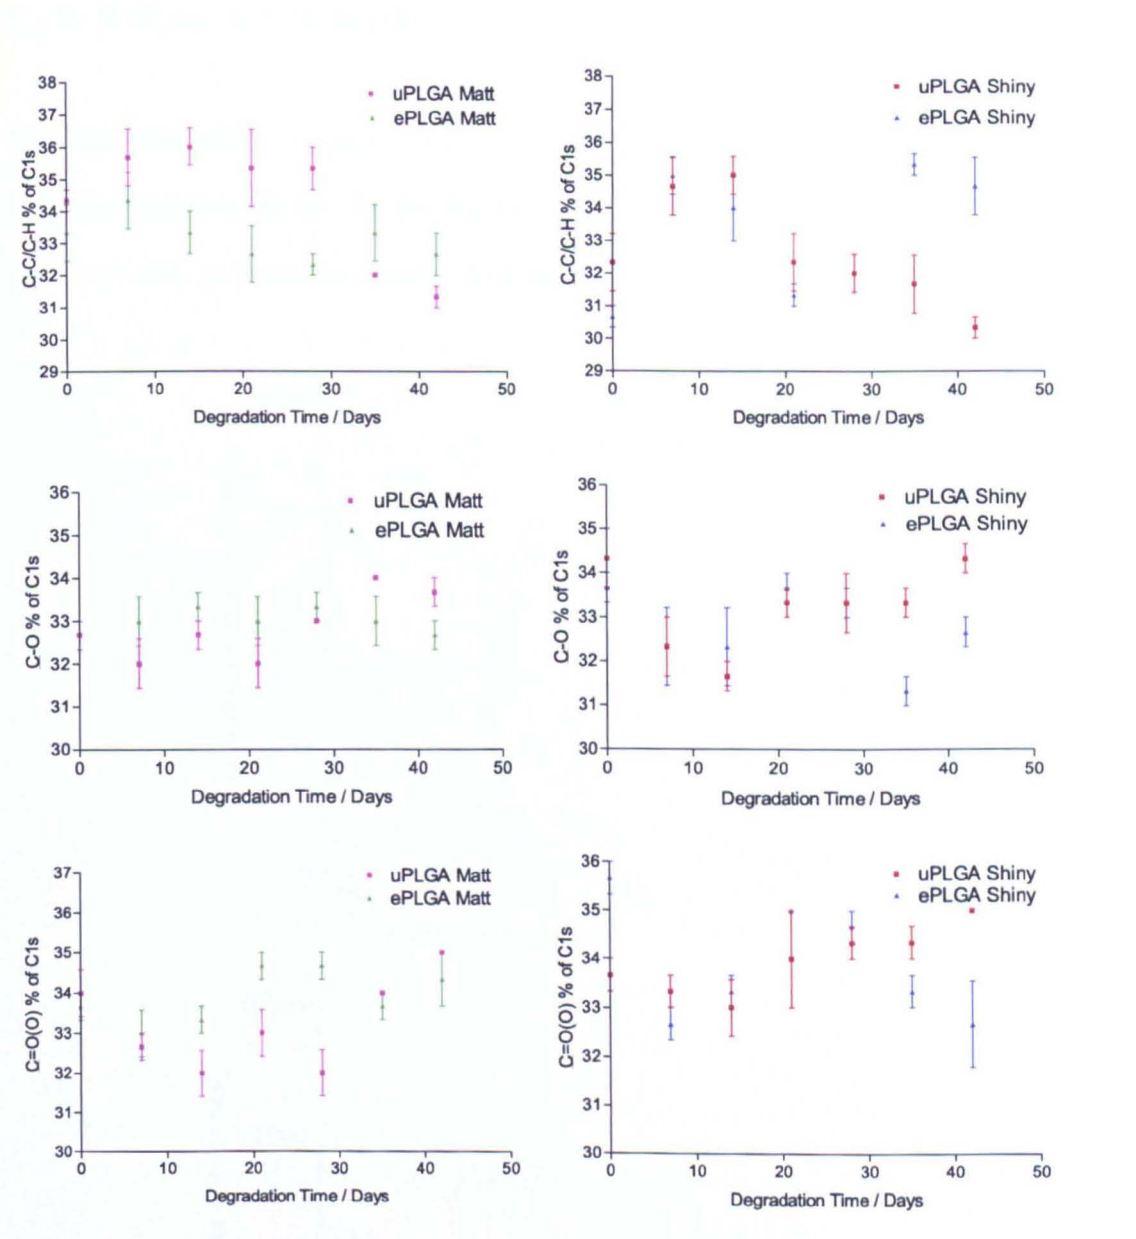 uPLGA Matt
ePLGA Matt
C-C/C-H % of C1s
38
37
36
35
34
33
32
31
30
29
0 10 20 30 40 50
Degradation Time / Days
uPLGA Shiny
ePLGA Shiny
C-C/C-H % of C1s
38
37
36
35
34
33
32
31
30
29
0 10 20 30 40 50
Degradation Time / Days
uPLGA Matt
ePLGA Matt
C-O % of C1s
36
35
34
33
32
31
30
0 10 20 30 40 50
Degradation Time / Days
uPLGA Shiny
ePLGA Shiny
C-O % of C1s
36
35
34
33
32
31
30
0 10 20 30 40 50
Degradation Time / Days
uPLGA Matt
ePLGA Matt
C=O(O) % of C1s
37
36
35
34
33
32
31
30
0 10 20 30 40 50
Degradation Time / Days
uPLGA Shiny
ePLGA Shiny
C=O(O) % of C1s
36
35
34
33
32
31
30
0 10 20 30 40 50
Degradation Time / Days